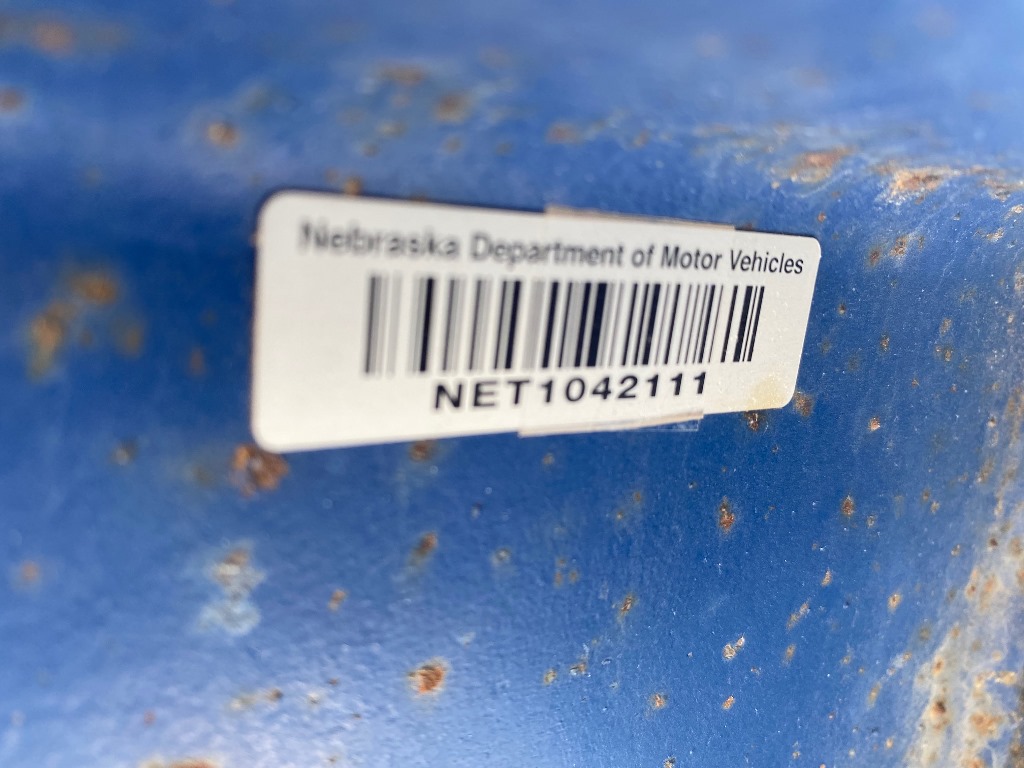 Nebraska Department of Motor Vehicles
NET1042111